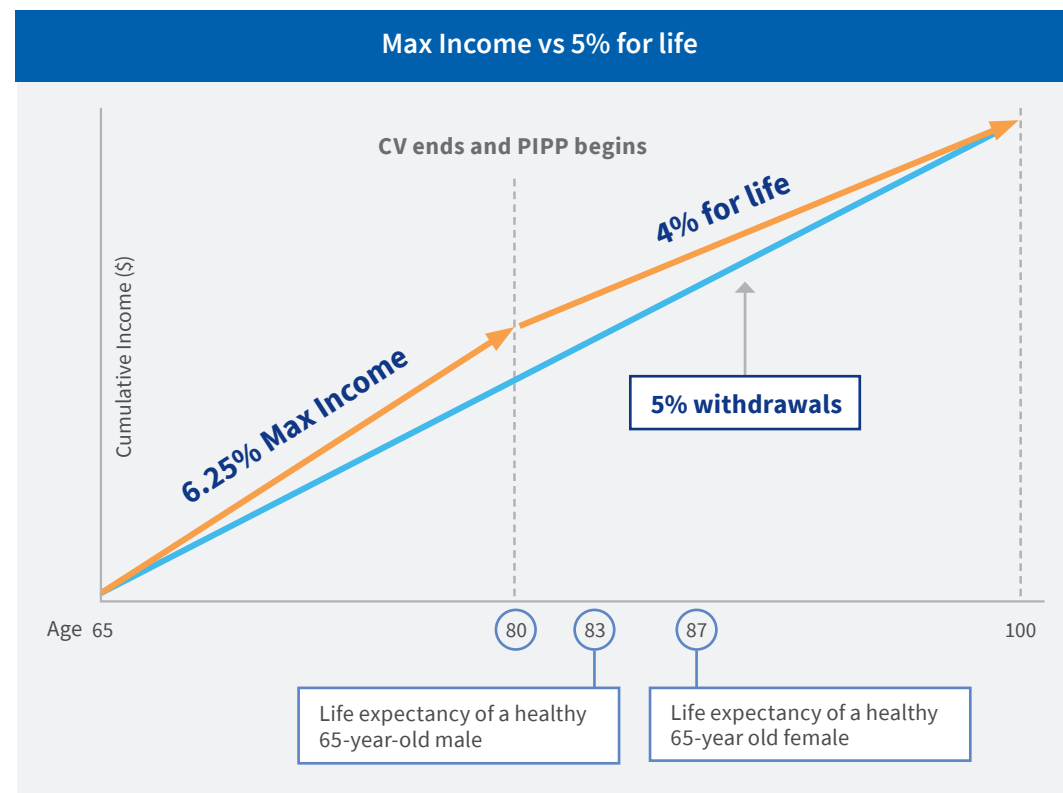 Max Income vs 5% for life
CV ends and PIPP begins
4% for life
Cumulative Income ($)
6.25% Max Income
5% withdrawals
Age 65
80
83
87
100
Life expectancy of a healthy
65-year-old male
Life expectancy of a healthy
65-year old female